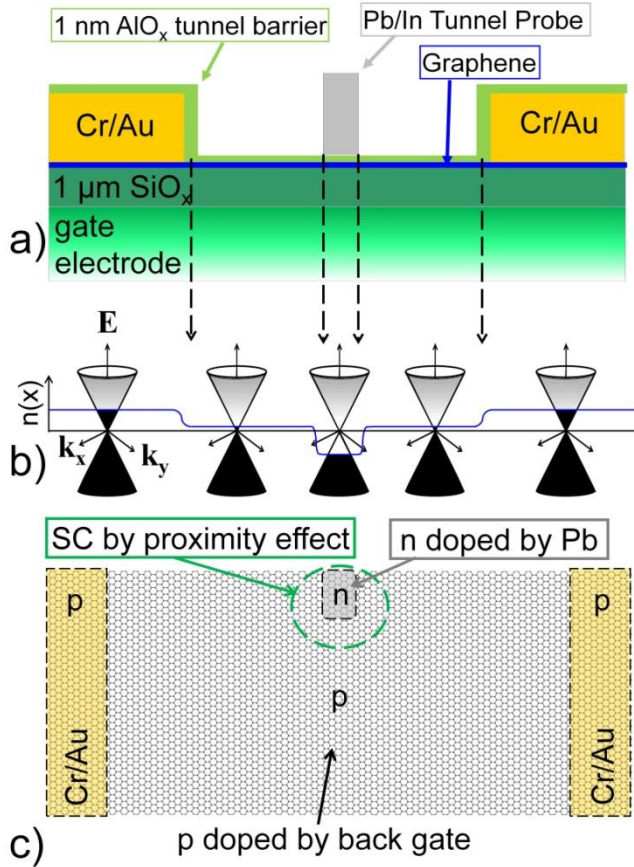 1 nm AlOₓ tunnel barrier
Pb/In Tunnel Probe
Graphene
Cr/Au
Cr/Au
1 µm SiOₓ
gate
electrode
a)
E
n(x)
kₓ
k_y
b)
SC by proximity effect
n doped by Pb
p
n
p
p
Cr/Au
Cr/Au
p doped by back gate
c)